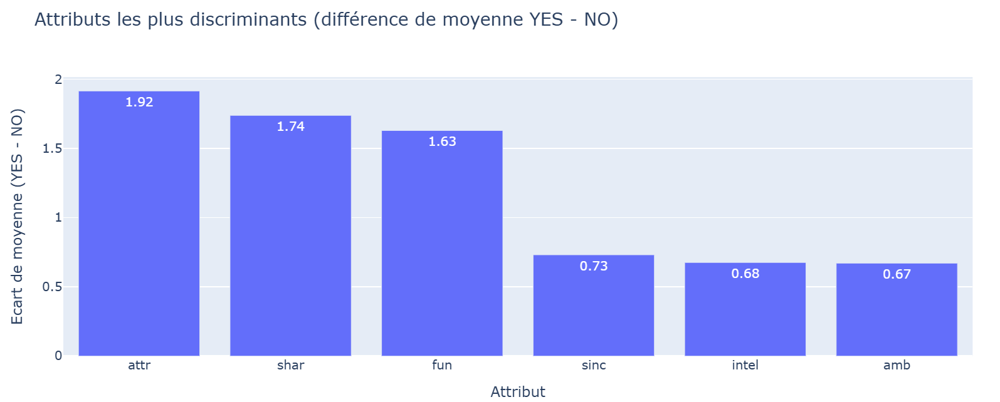 Attributs les plus discriminants (différence de moyenne YES - NO)
Ecart de moyenne (YES - NO)
2
1.5
1
0.5
0
1.92
1.74
1.63
0.73
0.68
0.67
attr
shar
fun
sinc
intel
amb
Attribut